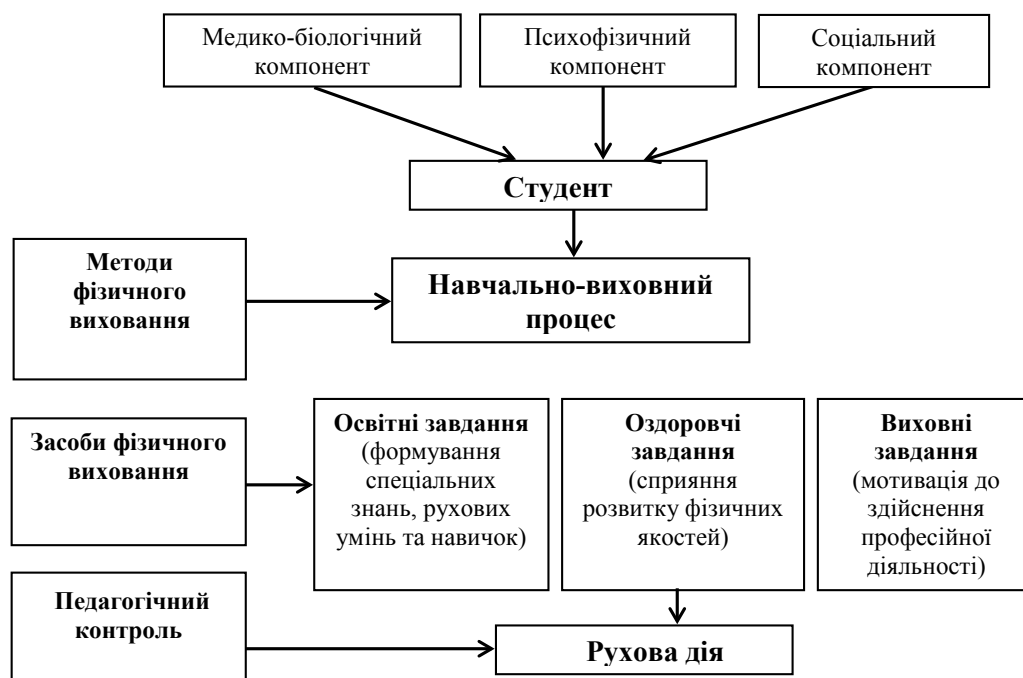 Медико-біологічний
компонент
Психофізичний
компонент
Соціальний
компонент
Студент
Методи
фізичного
виховання
Навчально-виховний
процес
Засоби фізичного
виховання
Освітні завдання
(формування
спеціальних
знань, рухових
умінь та навичок)
Оздоровчі
завдання
(сприяння
розвитку фізичних
якостей)
Виховні
завдання
(мотивація до
здійснення
професійної
діяльності)
Педагогічний
контроль
Рухова дія